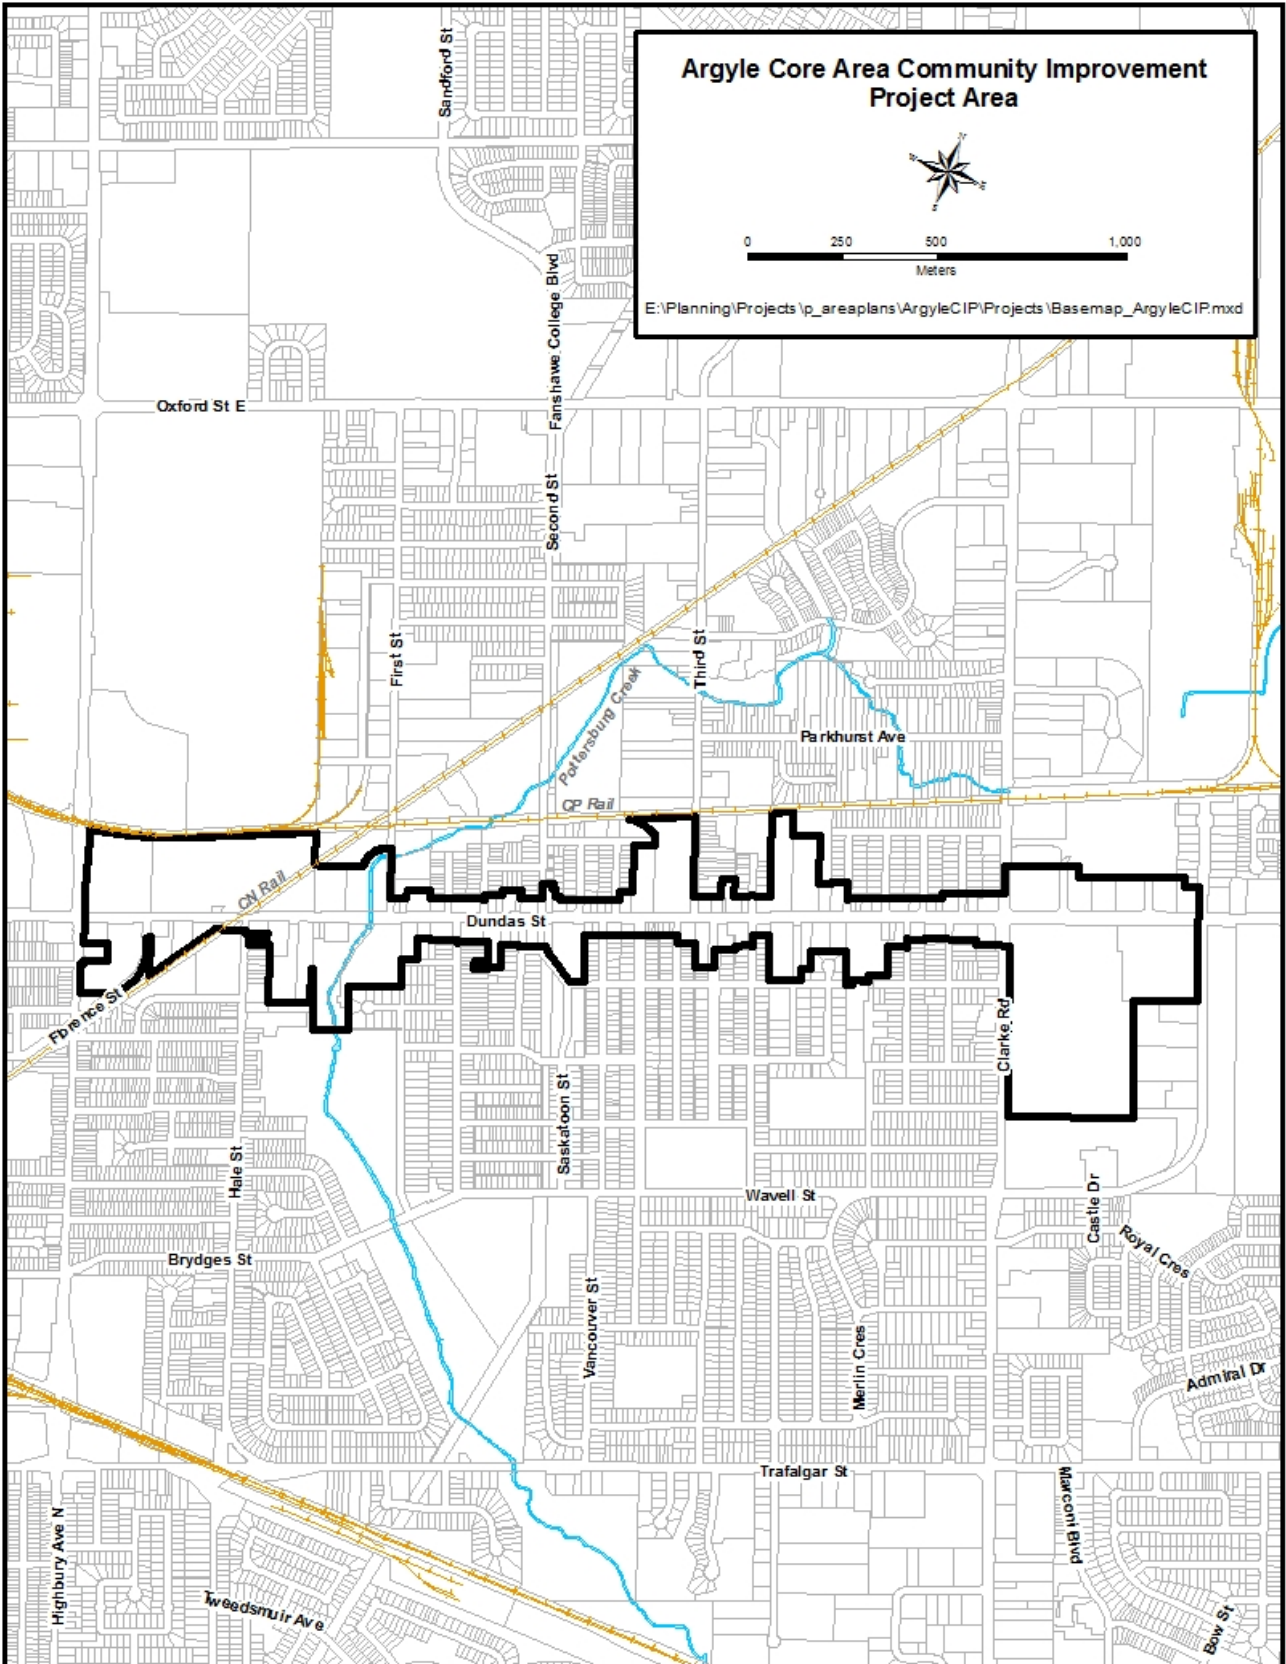 Sandford St
Argyle Core Area Community Improvement
Project Area
N
W
E
S
0 250 500 1,000
Meters
E:\Planning\Projects\p_areaplans\ArgyleCIP\Projects\Basemap_ArgyleCIP.mxd
Fanshawe College Blvd
Oxford St E
Second St
First St
Third St
Pottersburg Creek
Parkhurst Ave
CP Rail
CN Rail
Dundas St
Florence St
Clarke Rd
Saskatoon St
Hale St
Wavell St
Castle Dr
Royal Cres
Brydges St
Vancouver St
Merlin Cres
Admiral Dr
Trafalgar St
Marconi Blvd
Highbury Ave N
Tweedsmuir Ave
Bow St